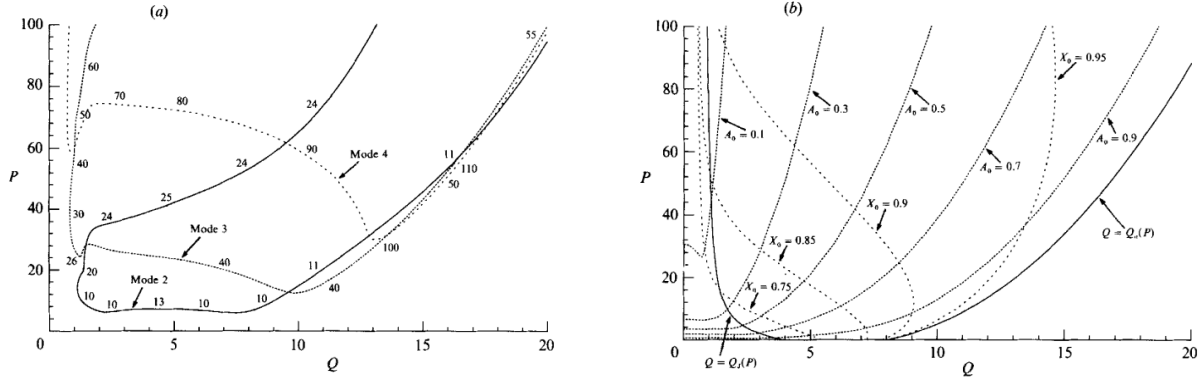 (a)
100
80
60
40
20
0
P
5
10
15
20
Q
60
50
40
30
26
20
10
70
80
90
100
24
24
24
25
Mode 4
Mode 3
Mode 2
40
10
13
10
10
11
40
11
110
50
55
(b)
100
80
60
40
20
0
P
5
10
15
20
Q
A₀ = 0.1
A₀ = 0.3
A₀ = 0.5
A₀ = 0.7
A₀ = 0.9
X₀ = 0.95
X₀ = 0.9
X₀ = 0.85
X₀ = 0.75
Q = Qₛ(P)